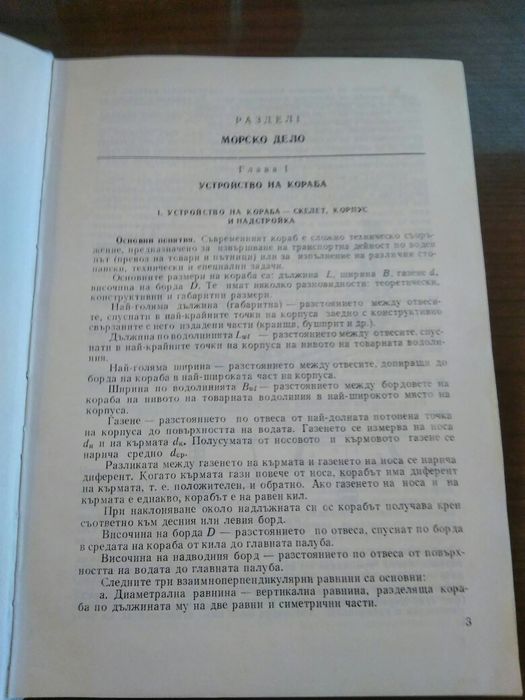 РАЗДЕЛ I
МОРСКО ДЕЛО
Глава I
УСТРОЙСТВО НА КОРАБА
1. УСТРОЙСТВО НА КОРАБА — СКЕЛЕТ, КОРПУС
И НАДСТРОЙКА
Основни понятия. Съвременният кораб е сложно техническо съоръ-
жение, предназначено за извършване на транспортна дейност по воден
път (превоз на товари и пътници) или за изпълнение на различни сто-
панско, технически и специални задачи.
Основните размери на кораба са: дължина L, ширина B, газене d,
височина на борда D. Те имат няколко разновидности: теоретически,
конструктивни и габаритни размери.
Най-голяма дължина (габаритна) — разстоянието между отвеси-
те, спуснати в най-крайните точки на корпуса заедно с конструктивно
свързаните с него издадени части (кранци, бушприт и др.).
Дължина по водолинията Lwl — разстоянието между отвесите, спус-
нати в най-крайните точки на корпуса на нивото на товарната водоли-
ния.
Най-голяма ширина — разстоянието между отвесите, допиращи до
борда на кораба в най-широката част на корпуса.
Ширина по водолинията Bwl — разстоянието между бордовете на
кораба на нивото на товарната водолиния в най-широкото място на
корпуса.
Газене — разстоянието по отвеса от най-долната потопена точка
на корпуса до повърхността на водата. Газенето се измерва на носа
dн и на кърмата dк. Полусумата от носовото и кърмовото газене се
нарича средно dср.
Разликата между газенето на кърмата и газенето на носа се нарича
диферент. Когато кърмата гази повече от носа, корабът има диферент
на кърмата, т. е. положителен, и обратно. Ако газенето на носа и на
кърмата е еднакво, корабът е на равен кил.
При наклоняване около надлъжната си ос корабът получава крен
съответно към десния или левия борд.
Височина на борда D — разстоянието по отвеса, спуснат по борда
в средата на кораба от кила до главната палуба.
Височина на надводния борд — разстоянието по отвеса от повърх-
ността на водата до главната палуба.
Следните три взаимноперпендикулярни равнини са основни:
а. Диаметрална равнина — вертикална равнина, разделяща кора-
ба по дължината му на две равни и симетрични части.
3